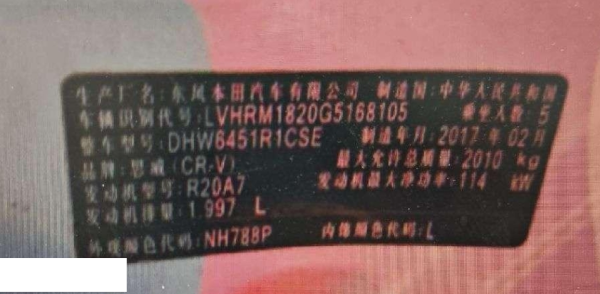 生产厂名:东风本田汽车有限公司 制造国:中华人民共和国
车辆识别代号:LVHRM1820G5168105 乘坐人数:5
整车型号:DHW6451R1CSE 制造年月:2017年02月
品牌:思威(CR-V) 最大允许总质量:2010 kg
发动机型号:R20A7 发动机最大净功率:114 kW
发动机排量:1.997 L
外观颜色代码:NH788P 内饰颜色代码:L